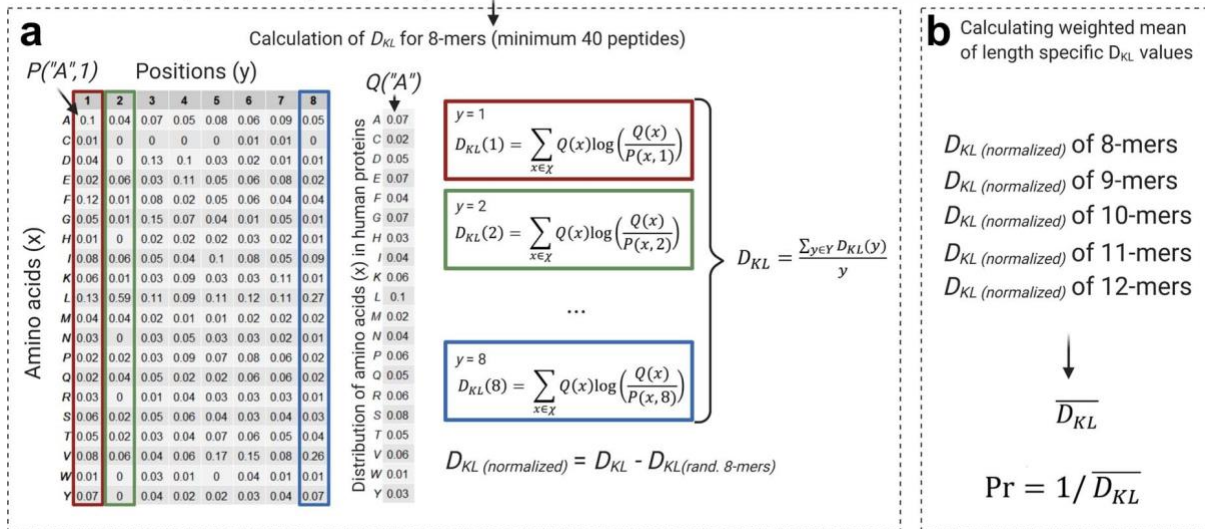 a
Calculation of D_KL for 8-mers (minimum 40 peptides)
P("A",1)
Positions (y)
Q("A")
Amino acids (x)
1 2 3 4 5 6 7 8
A 0.1 0.04 0.07 0.05 0.08 0.06 0.09 0.05
C 0.01 0 0 0 0 0.01 0.01 0
D 0.04 0 0.13 0.1 0.03 0.02 0.01 0.01
E 0.02 0.06 0.03 0.11 0.05 0.06 0.08 0.02
F 0.12 0.01 0.08 0.02 0.05 0.06 0.04 0.04
G 0.05 0.01 0.15 0.07 0.04 0.01 0.05 0.01
H 0.01 0 0.02 0.02 0.02 0.03 0.02 0.01
I 0.08 0.06 0.05 0.04 0.1 0.08 0.05 0.09
K 0.06 0.01 0.03 0.09 0.03 0.03 0.11 0.01
L 0.13 0.59 0.11 0.09 0.11 0.12 0.11 0.27
M 0.04 0.04 0.02 0.01 0.01 0.02 0.02 0.02
N 0.03 0 0.03 0.05 0.03 0.03 0.02 0.01
P 0.02 0.02 0.03 0.09 0.07 0.08 0.06 0.02
Q 0.02 0.04 0.05 0.02 0.02 0.06 0.06 0.02
R 0.03 0 0.01 0.04 0.03 0.03 0.03 0.01
S 0.06 0.02 0.05 0.06 0.04 0.03 0.04 0.03
T 0.05 0.02 0.03 0.04 0.07 0.06 0.05 0.04
V 0.08 0.06 0.04 0.06 0.17 0.15 0.08 0.26
W 0.01 0 0.03 0.01 0 0.04 0.01 0.01
Y 0.07 0 0.04 0.02 0.02 0.03 0.04 0.07
Distribution of amino acids (x) in human proteins
A 0.07
C 0.02
D 0.05
E 0.07
F 0.04
G 0.07
H 0.03
I 0.04
K 0.06
L 0.1
M 0.02
N 0.04
P 0.06
Q 0.05
R 0.06
S 0.08
T 0.05
V 0.06
W 0.01
Y 0.03
y = 1
D_KL(1) = ∑_{x∈χ} Q(x)log(Q(x)/P(x,1))
y = 2
D_KL(2) = ∑_{x∈χ} Q(x)log(Q(x)/P(x,2))
...
y = 8
D_KL(8) = ∑_{x∈χ} Q(x)log(Q(x)/P(x,8))
D_KL = ∑_{y∈Y} D_KL(y) / y
D_KL (normalized) = D_KL - D_KL(rand. 8-mers)
b
Calculating weighted mean
of length specific D_KL values
D_KL (normalized) of 8-mers
D_KL (normalized) of 9-mers
D_KL (normalized) of 10-mers
D_KL (normalized) of 11-mers
D_KL (normalized) of 12-mers
D̅_KL
Pr = 1/D̅_KL